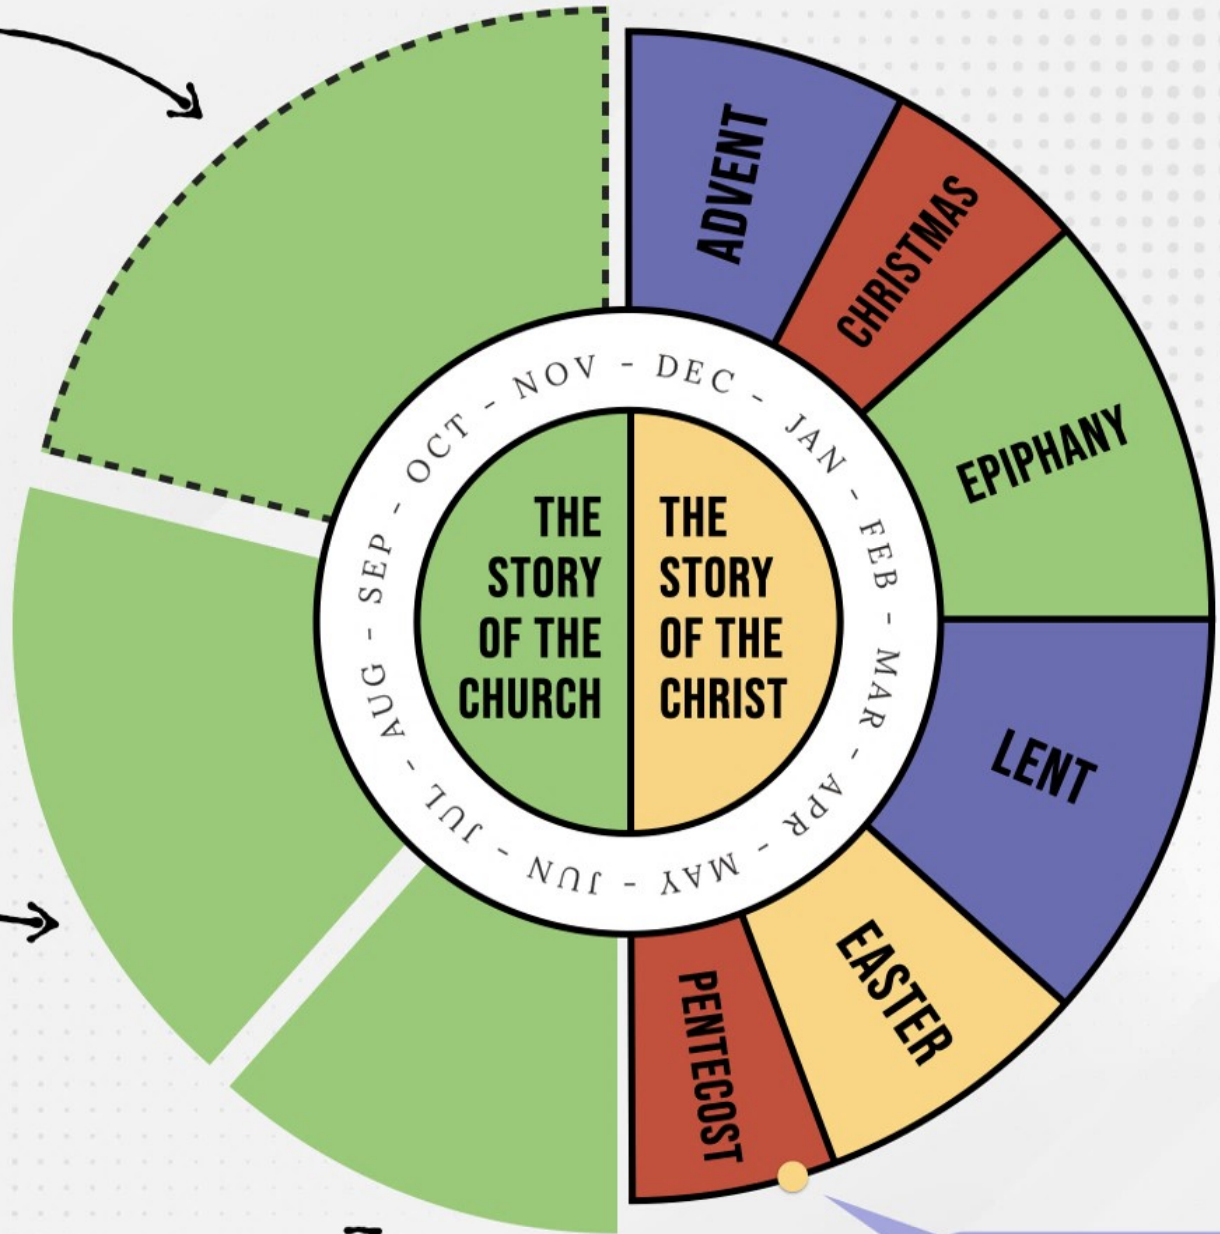 ADVENT
CHRISTMAS
EPIPHANY
LENT
EASTER
PENTECOST
DEC - JAN - FEB - MAR - APR - MAY - JUN - JUL - AUG - SEP - OCT - NOV -
THE
STORY
OF THE
CHURCH
THE
STORY
OF THE
CHRIST